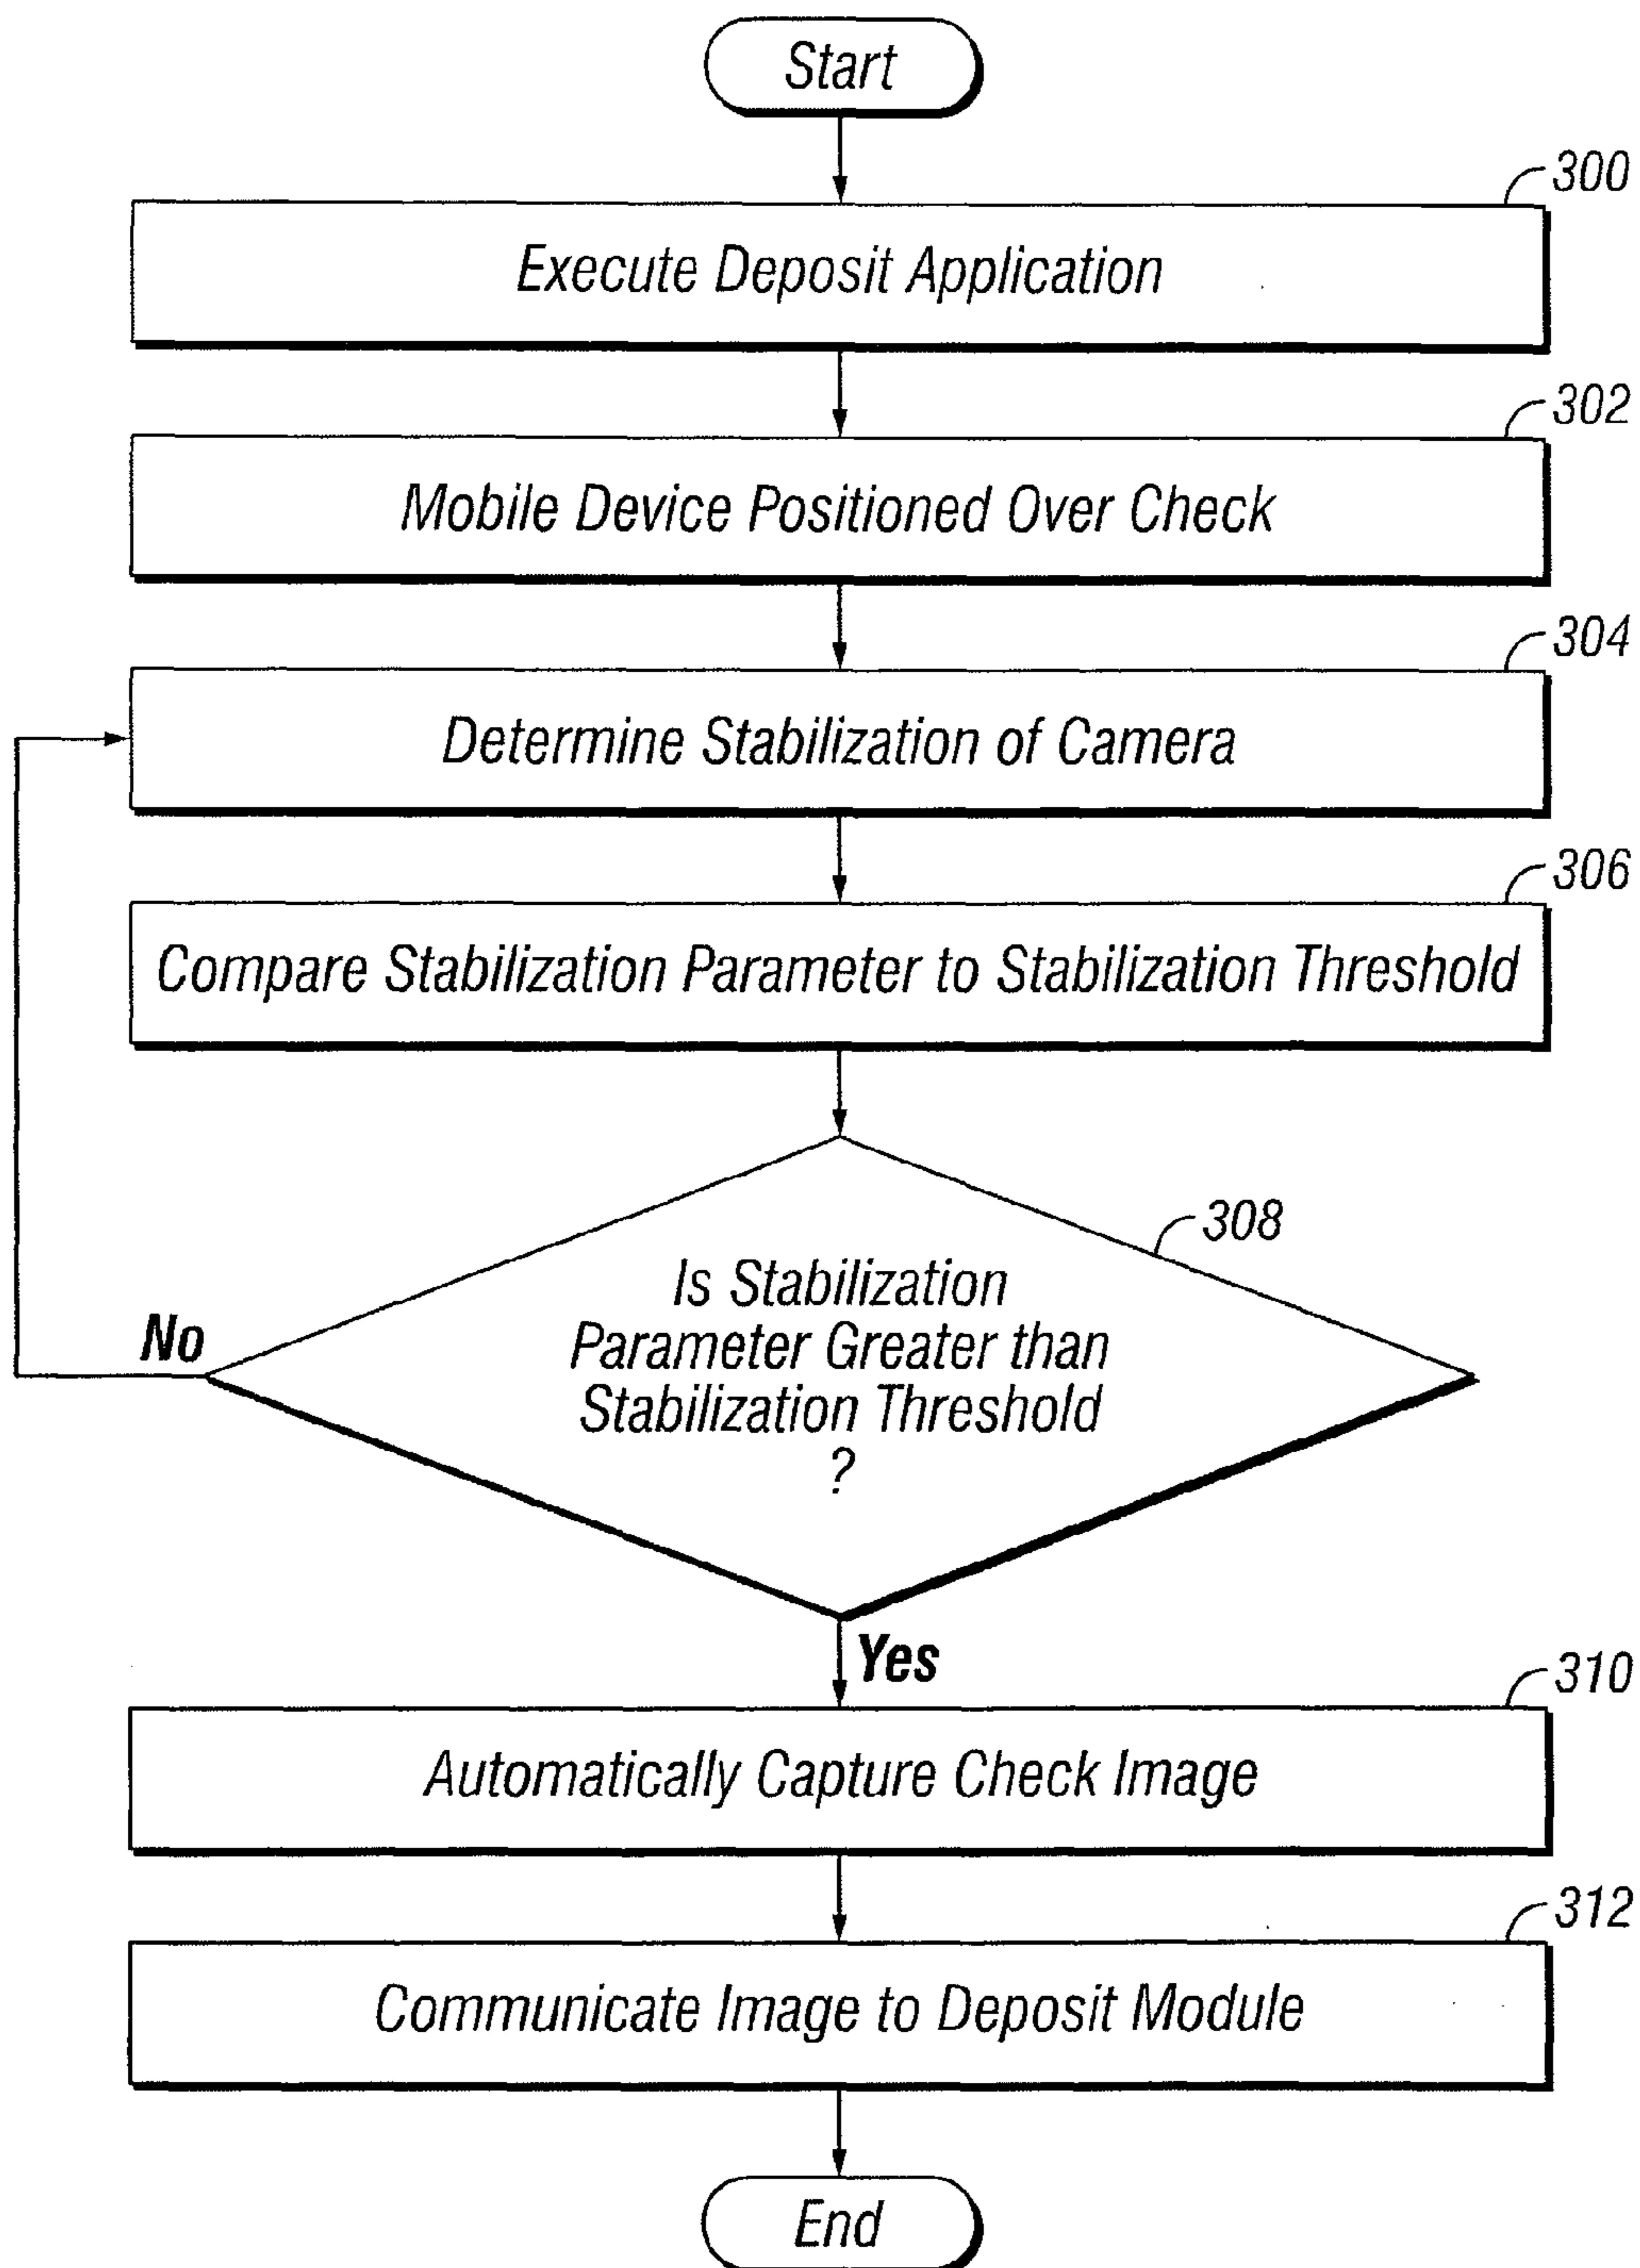 Start
300
Execute Deposit Application
302
Mobile Device Positioned Over Check
304
Determine Stabilization of Camera
306
Compare Stabilization Parameter to Stabilization Threshold
308
Is Stabilization
Parameter Greater than
Stabilization Threshold
?
No
Yes
310
Automatically Capture Check Image
312
Communicate Image to Deposit Module
End